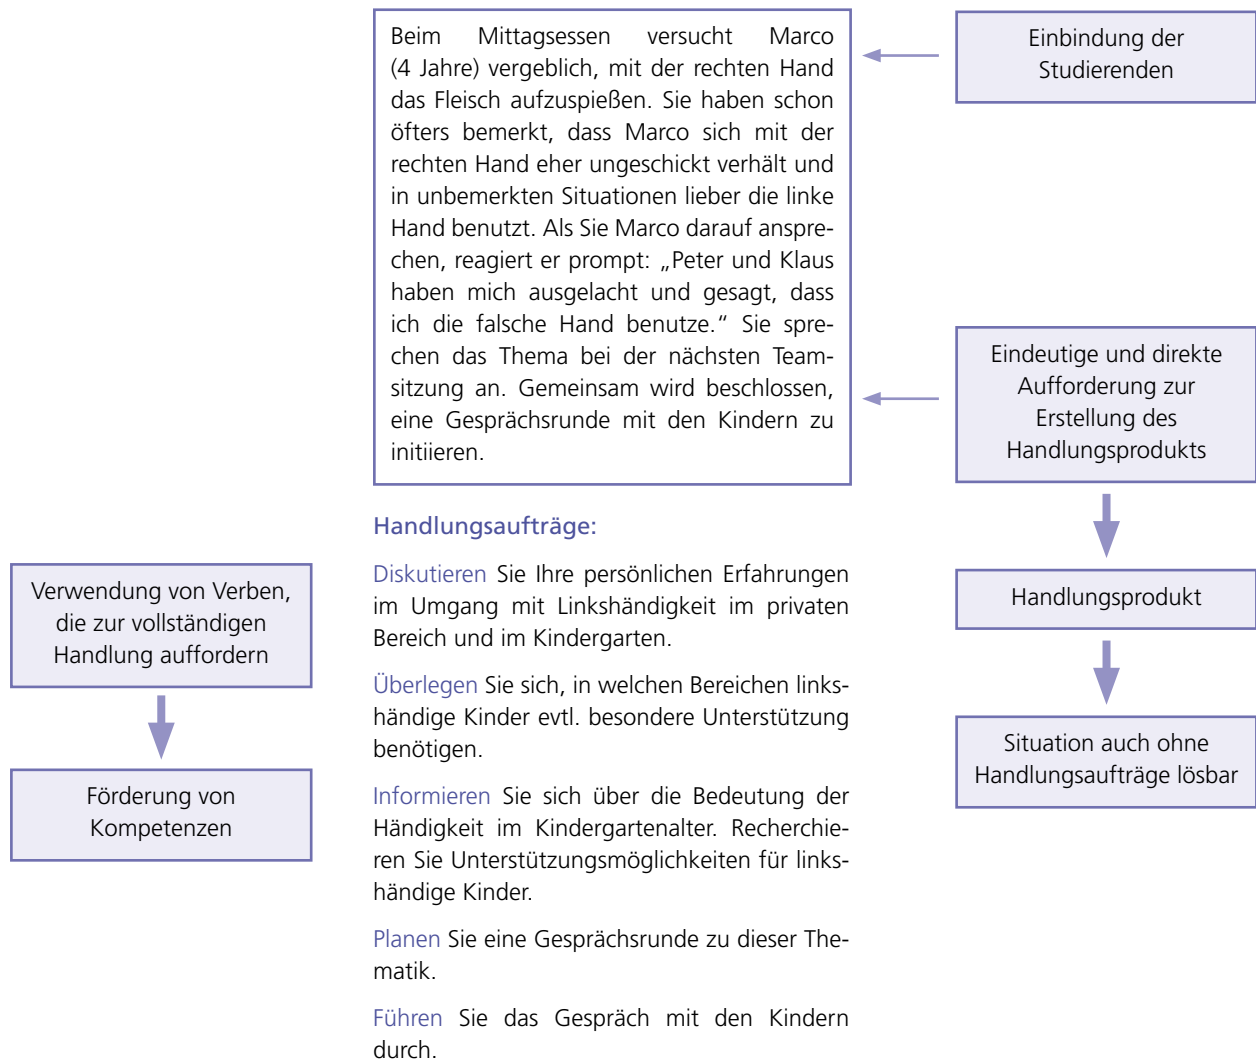 Beim Mittagsessen versucht Marco
(4 Jahre) vergeblich, mit der rechten Hand
das Fleisch aufzuspießen. Sie haben schon
öfters bemerkt, dass Marco sich mit der
rechten Hand eher ungeschickt verhält und
in unbemerkten Situationen lieber die linke
Hand benutzt. Als Sie Marco darauf anspre-
chen, reagiert er prompt: „Peter und Klaus
haben mich ausgelacht und gesagt, dass
ich die falsche Hand benutze.“ Sie spre-
chen das Thema bei der nächsten Team-
sitzung an. Gemeinsam wird beschlossen,
eine Gesprächsrunde mit den Kindern zu
initiieren.
Einbindung der
Studierenden
Eindeutige und direkte
Aufforderung zur
Erstellung des
Handlungsprodukts
Handlungsprodukt
Situation auch ohne
Handlungsaufträge lösbar
Verwendung von Verben,
die zur vollständigen
Handlung auffordern
Förderung von
Kompetenzen
Handlungsaufträge:
Diskutieren Sie Ihre persönlichen Erfahrungen
im Umgang mit Linkshändigkeit im privaten
Bereich und im Kindergarten.
Überlegen Sie sich, in welchen Bereichen links-
händige Kinder evtl. besondere Unterstützung
benötigen.
Informieren Sie sich über die Bedeutung der
Händigkeit im Kindergartenalter. Recherchie-
ren Sie Unterstützungsmöglichkeiten für links-
händige Kinder.
Planen Sie eine Gesprächsrunde zu dieser The-
matik.
Führen Sie das Gespräch mit den Kindern
durch.